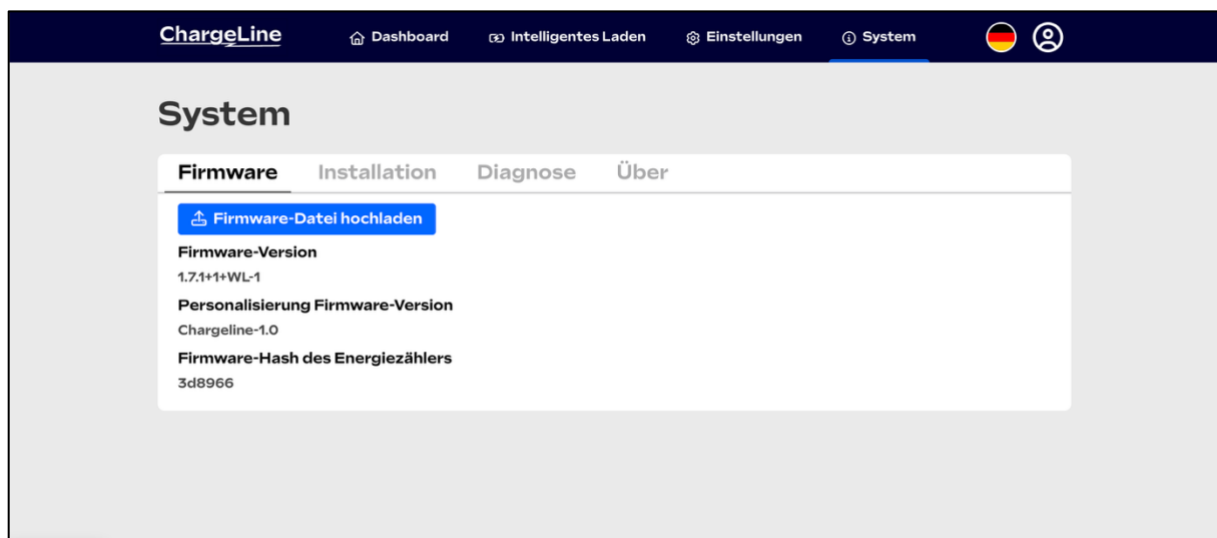 ChargeLine Dashboard Intelligentes Laden Einstellungen System
System
Firmware Installation Diagnose Über
Firmware-Datei hochladen
Firmware-Version
1.7.1+1+WL-1
Personalisierung Firmware-Version
Chargeline-1.0
Firmware-Hash des Energiezählers
3d8966